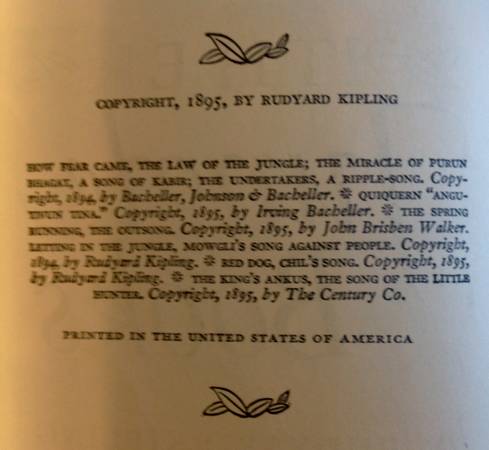 COPYRIGHT, 1895, BY RUDYARD KIPLING
HOW FEAR CAME, THE LAW OF THE JUNGLE; THE MIRACLE OF PURUN
BHAGAT, A SONG OF KABIR; THE UNDERTAKERS, A RIPPLE-SONG. Copy-
right, 1894, by Bacheller, Johnson & Bacheller. ❊ QUIQUERN "ANGU-
TIVUN TINA." Copyright, 1895, by Irving Bacheller. ❊ THE SPRING
RUNNING, THE OUTSONG. Copyright, 1895, by John Brisben Walker.
LETTING IN THE JUNGLE, MOWGLI'S SONG AGAINST PEOPLE. Copyright,
1894, by Rudyard Kipling. ❊ RED DOG, CHIL'S SONG. Copyright, 1895,
by Rudyard Kipling. ❊ THE KING'S ANKUS, THE SONG OF THE LITTLE
HUNTER. Copyright, 1895, by The Century Co.
PRINTED IN THE UNITED STATES OF AMERICA